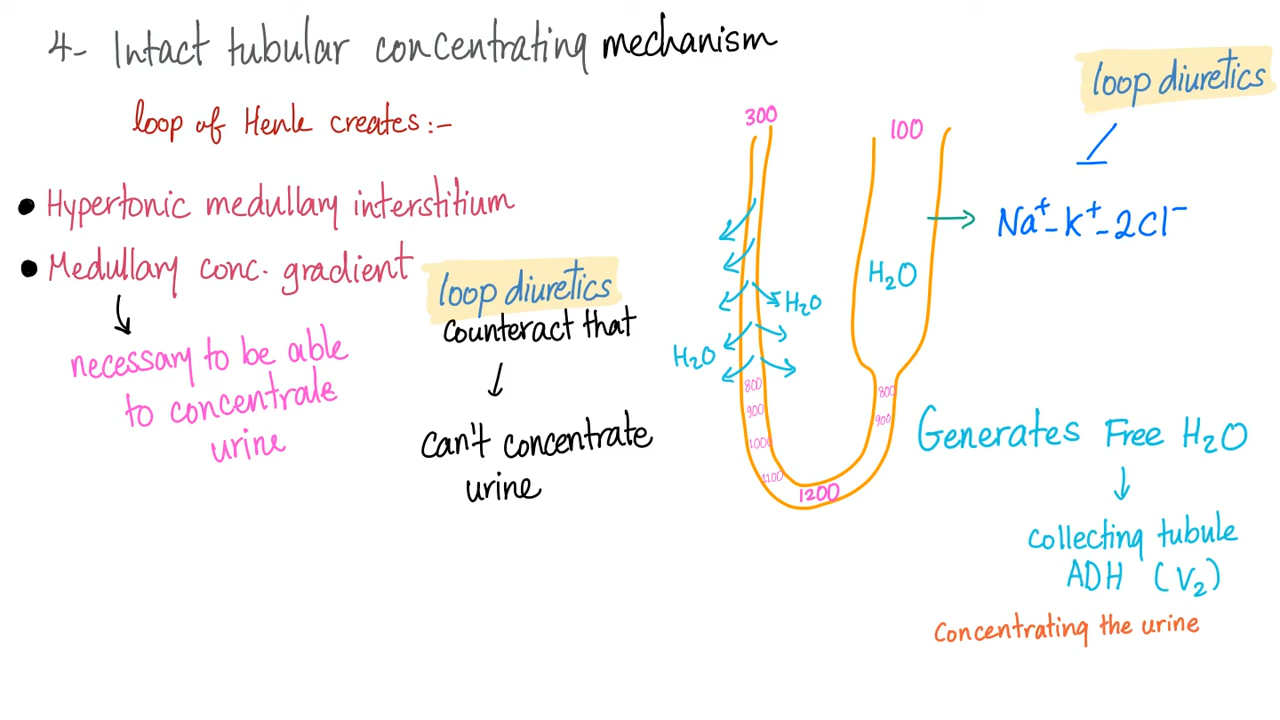 4- Intact tubular concentrating mechanism
loop of Henle creates:-
• Hypertonic medullary interstitium
• Medullary conc. gradient
necessary to be able
to concentrate
urine
loop diuretics
counteract that
can't concentrate
urine
300
100
H₂O
H₂O
H₂O
800
900
1000
1100
1200
800
900
loop diuretics
Na⁺-K⁺-2Cl⁻
Generates Free H₂O
collecting tubule
ADH (V₂)
Concentrating the urine